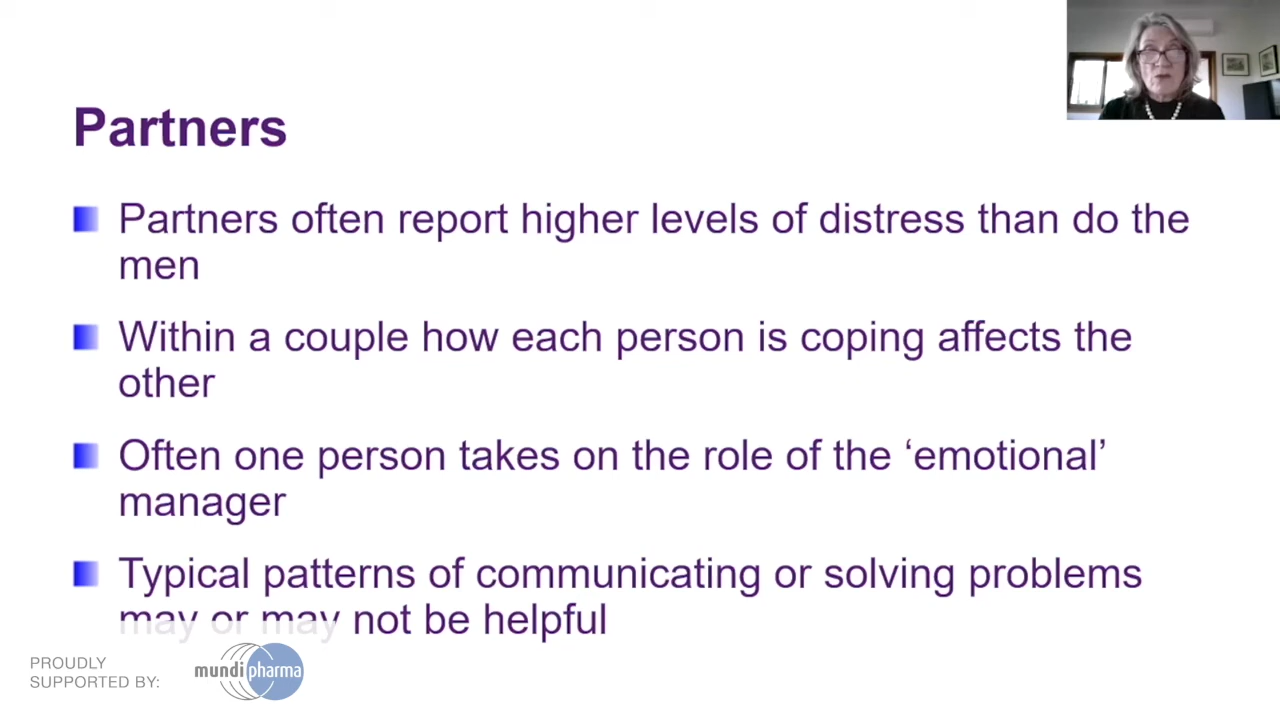 Partners
Partners often report higher levels of distress than do the
men
Within a couple how each person is coping affects the
other
Often one person takes on the role of the ‘emotional’
manager
Typical patterns of communicating or solving problems
may or may not be helpful
PROUDLY
SUPPORTED BY:
mundipharma